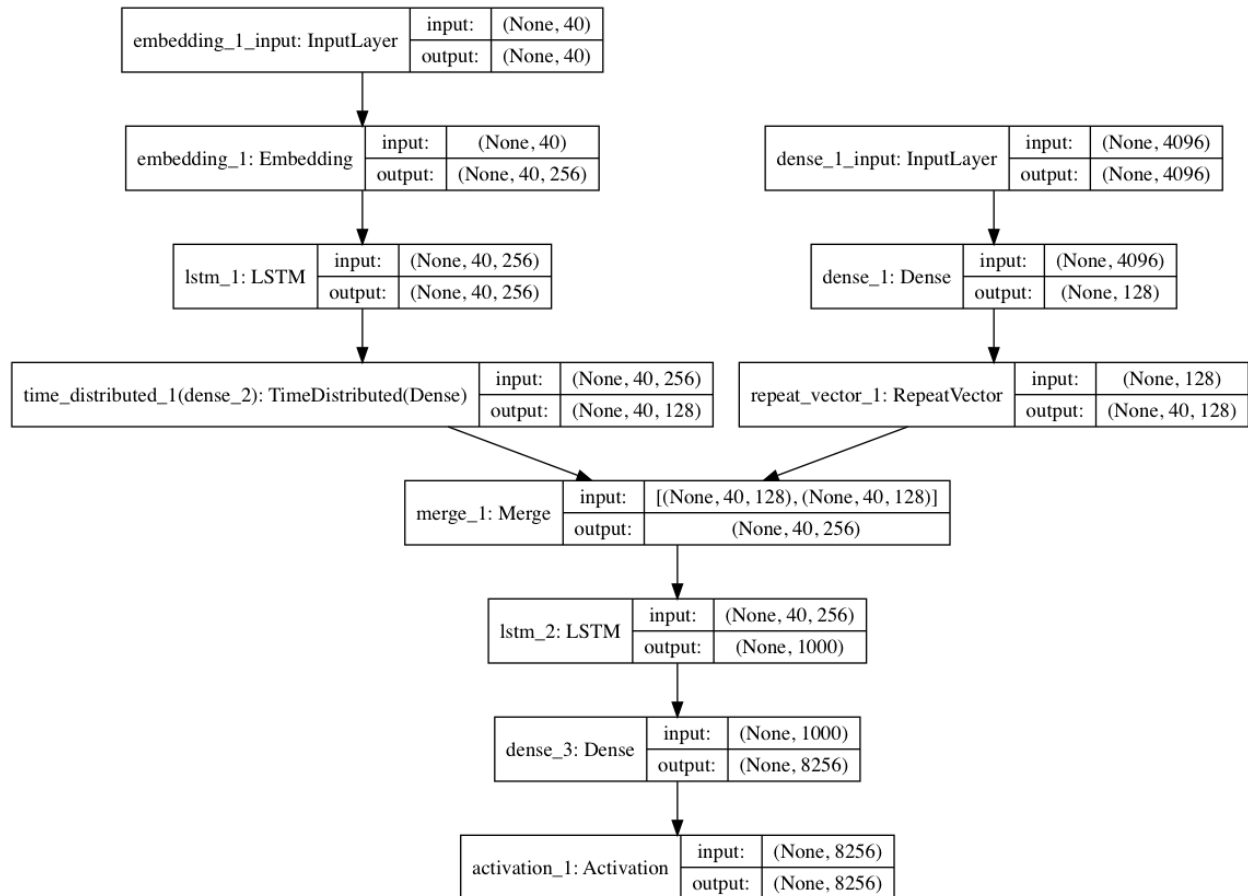 embedding_1_input: InputLayer
input: (None, 40)
output: (None, 40)
embedding_1: Embedding
input: (None, 40)
output: (None, 40, 256)
dense_1_input: InputLayer
input: (None, 4096)
output: (None, 4096)
lstm_1: LSTM
input: (None, 40, 256)
output: (None, 40, 256)
dense_1: Dense
input: (None, 4096)
output: (None, 128)
time_distributed_1(dense_2): TimeDistributed(Dense)
input: (None, 40, 256)
output: (None, 40, 128)
repeat_vector_1: RepeatVector
input: (None, 128)
output: (None, 40, 128)
merge_1: Merge
input: [(None, 40, 128), (None, 40, 128)]
output: (None, 40, 256)
lstm_2: LSTM
input: (None, 40, 256)
output: (None, 1000)
dense_3: Dense
input: (None, 1000)
output: (None, 8256)
activation_1: Activation
input: (None, 8256)
output: (None, 8256)